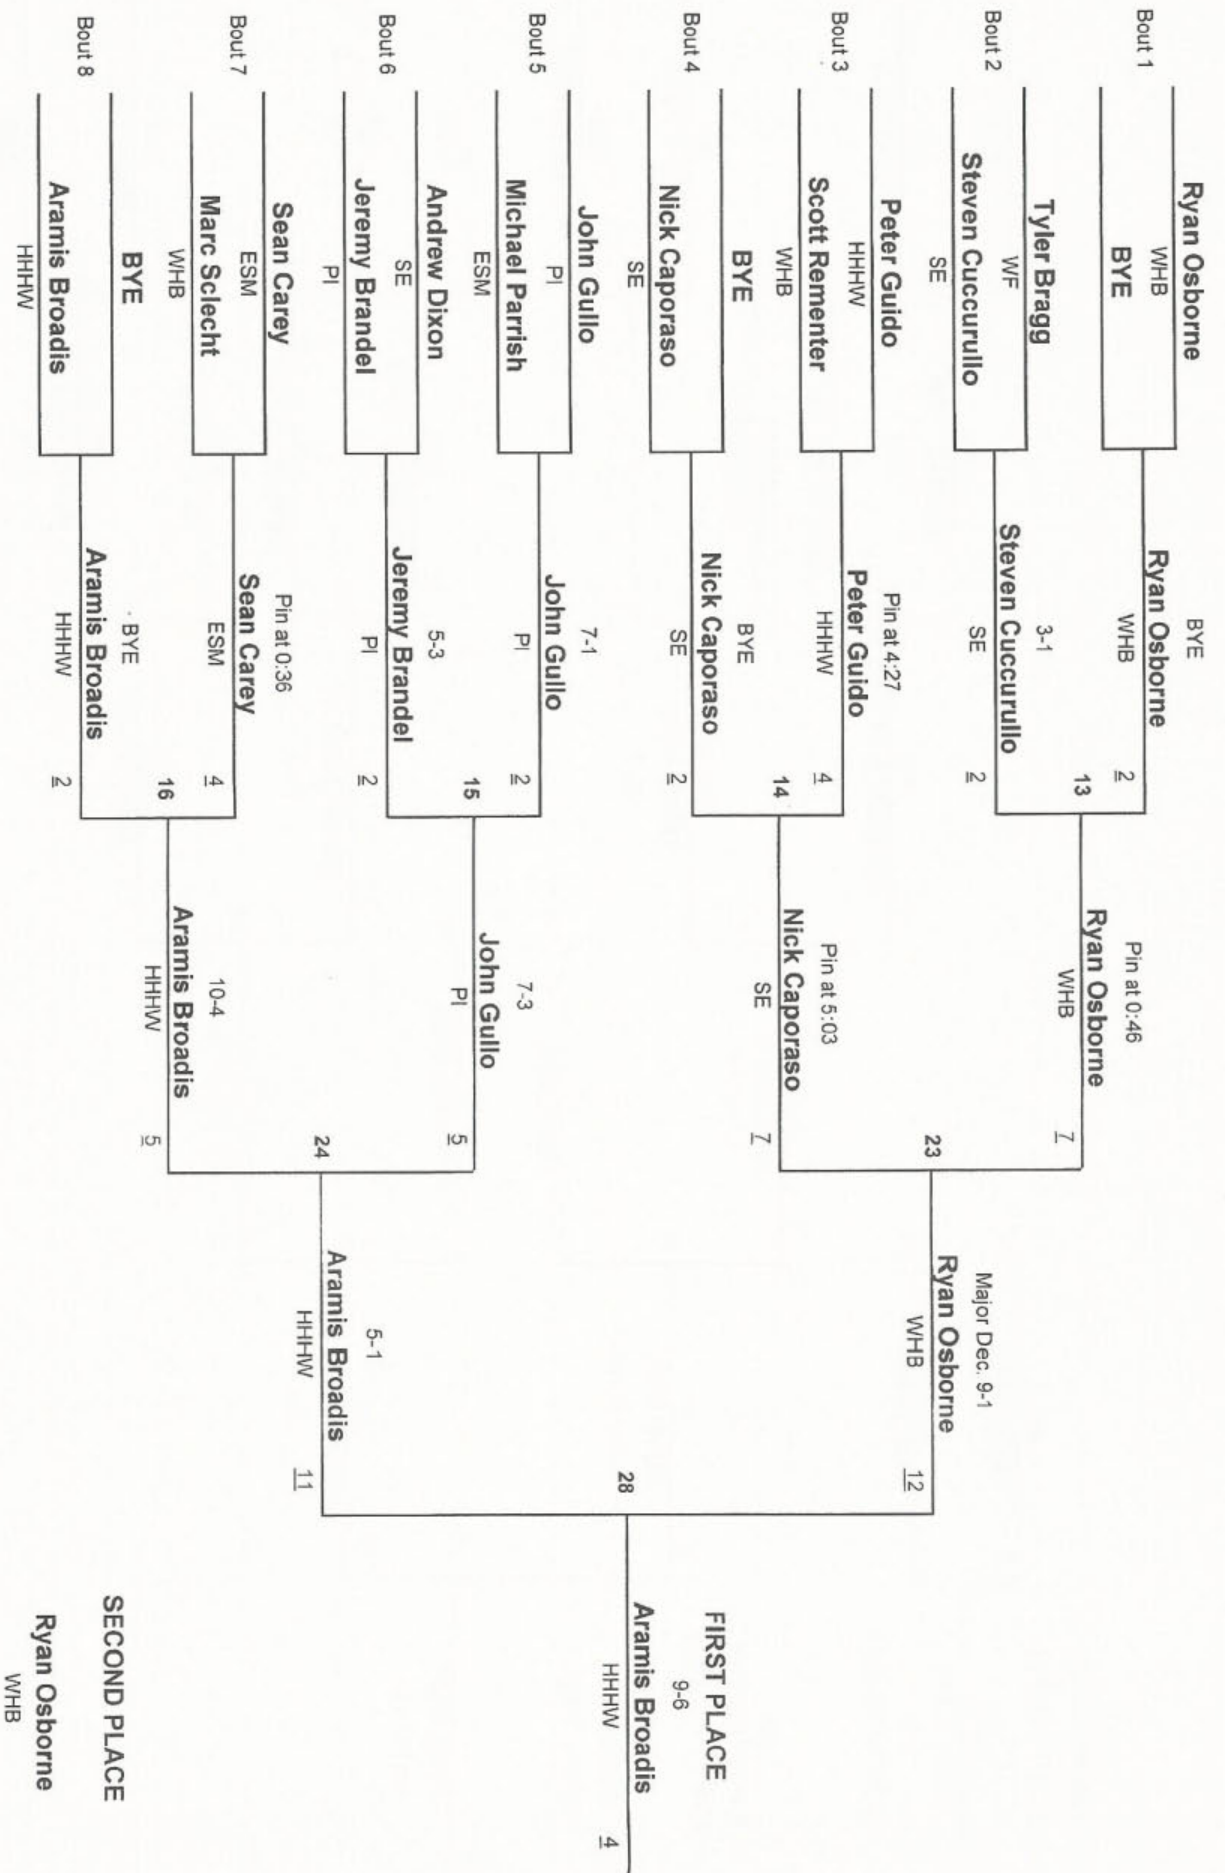 Bout 1
Ryan Osborne
WHB
BYE
Bout 2
Tyler Bragg
WF
Steven Cuccurullo
SE
Bout 3
Peter Guido
HHHW
Scott Rementer
WHB
Bout 4
BYE
Nick Caporaso
SE
Bout 5
John Gullo
PI
Michael Parrish
ESM
Bout 6
Andrew Dixon
SE
Jeremy Brandel
PI
Bout 7
Sean Carey
ESM
Marc Sclecht
WHB
Bout 8
BYE
Aramis Broadis
HHHW
BYE
Ryan Osborne
WHB 2
13
3-1
Steven Cuccurullo
SE 2
Pin at 4:27
Peter Guido
HHHW 4
14
BYE
Nick Caporaso
SE 2
7-1
John Gullo
PI 2
15
5-3
Jeremy Brandel
PI 2
Pin at 0:36
Sean Carey
ESM 4
16
BYE
Aramis Broadis
HHHW 2
Pin at 0:46
Ryan Osborne
WHB 7
23
Pin at 5:03
Nick Caporaso
SE 7
7-3
John Gullo
PI 5
24
10-4
Aramis Broadis
HHHW 5
Major Dec. 9-1
Ryan Osborne
WHB 12
28
5-1
Aramis Broadis
HHHW 11
FIRST PLACE
9-6
Aramis Broadis
HHHW 4
SECOND PLACE
Ryan Osborne
WHB